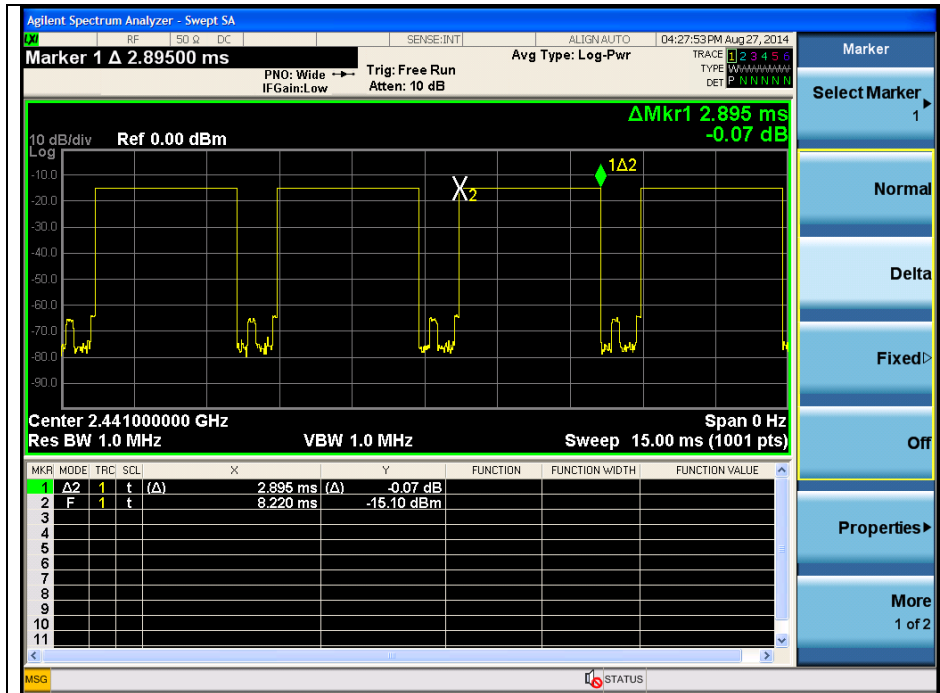 Agilent Spectrum Analyzer - Swept SA
LXI RF 50 Ω DC SENSE:INT ALIGN AUTO 04:27:53 PM Aug 27, 2014
Marker 1 Δ 2.89500 ms
PNO: Wide
IFGain:Low
Trig: Free Run
Atten: 10 dB
Avg Type: Log-Pwr
TRACE 1 2 3 4 5 6
TYPE WWWWWW
DET P N N N N N
ΔMkr1 2.895 ms
-0.07 dB
10 dB/div Ref 0.00 dBm
Log
-10.0
-20.0
-30.0
-40.0
-50.0
-60.0
-70.0
-80.0
-90.0
X2
1Δ2
Center 2.441000000 GHz Span 0 Hz
Res BW 1.0 MHz VBW 1.0 MHz Sweep 15.00 ms (1001 pts)
MKR MODE TRC SCL X Y FUNCTION FUNCTION WIDTH FUNCTION VALUE
1 Δ2 1 t (Δ) 2.895 ms (Δ) -0.07 dB
2 F 1 t 8.220 ms -15.10 dBm
3
4
5
6
7
8
9
10
11
MSG STATUS
Marker
Select Marker
1
Normal
Delta
Fixed
Off
Properties
More
1 of 2